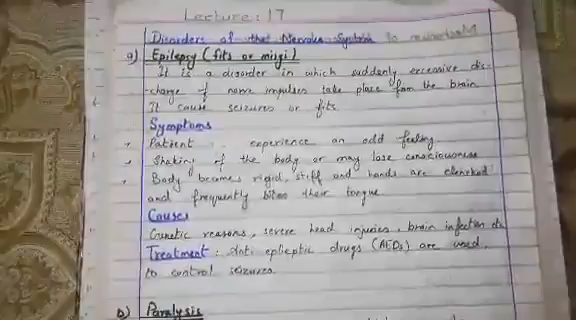 Lecture: 17
Disorders of that Nervous System
a) Epilepsy (fits or mirgi)
It is a disorder in which suddenly excessive dis-
charge of nerve impulses take place from the brain
It cause seizures or fits.
Symptoms
Patient experience an odd feeling
Shaking of the body or may lose consciousness
Body becomes rigid, stiff and hands are clenched
and frequently bites their tongue
Causes
Genetic reasons, severe head injuries, brain infection etc
Treatment: Anti epileptic drugs (AEDs) are used
to control seizures
b) Paralysis